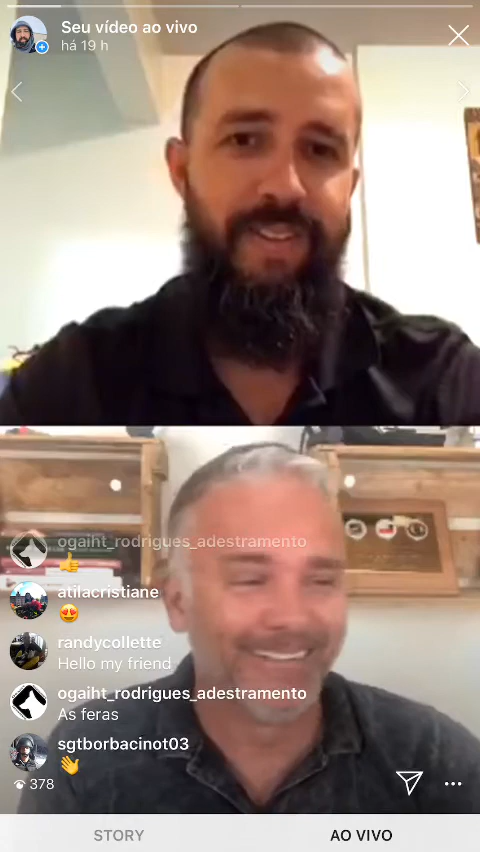 Seu vídeo ao vivo
há 19 h
ogaiht_rodrigues_adestramento
👍
atilacristiane
😍
randycollette
Hello my friend
ogaiht_rodrigues_adestramento
As feras
sgtborbacinot03
👋
378
STORY
AO VIVO